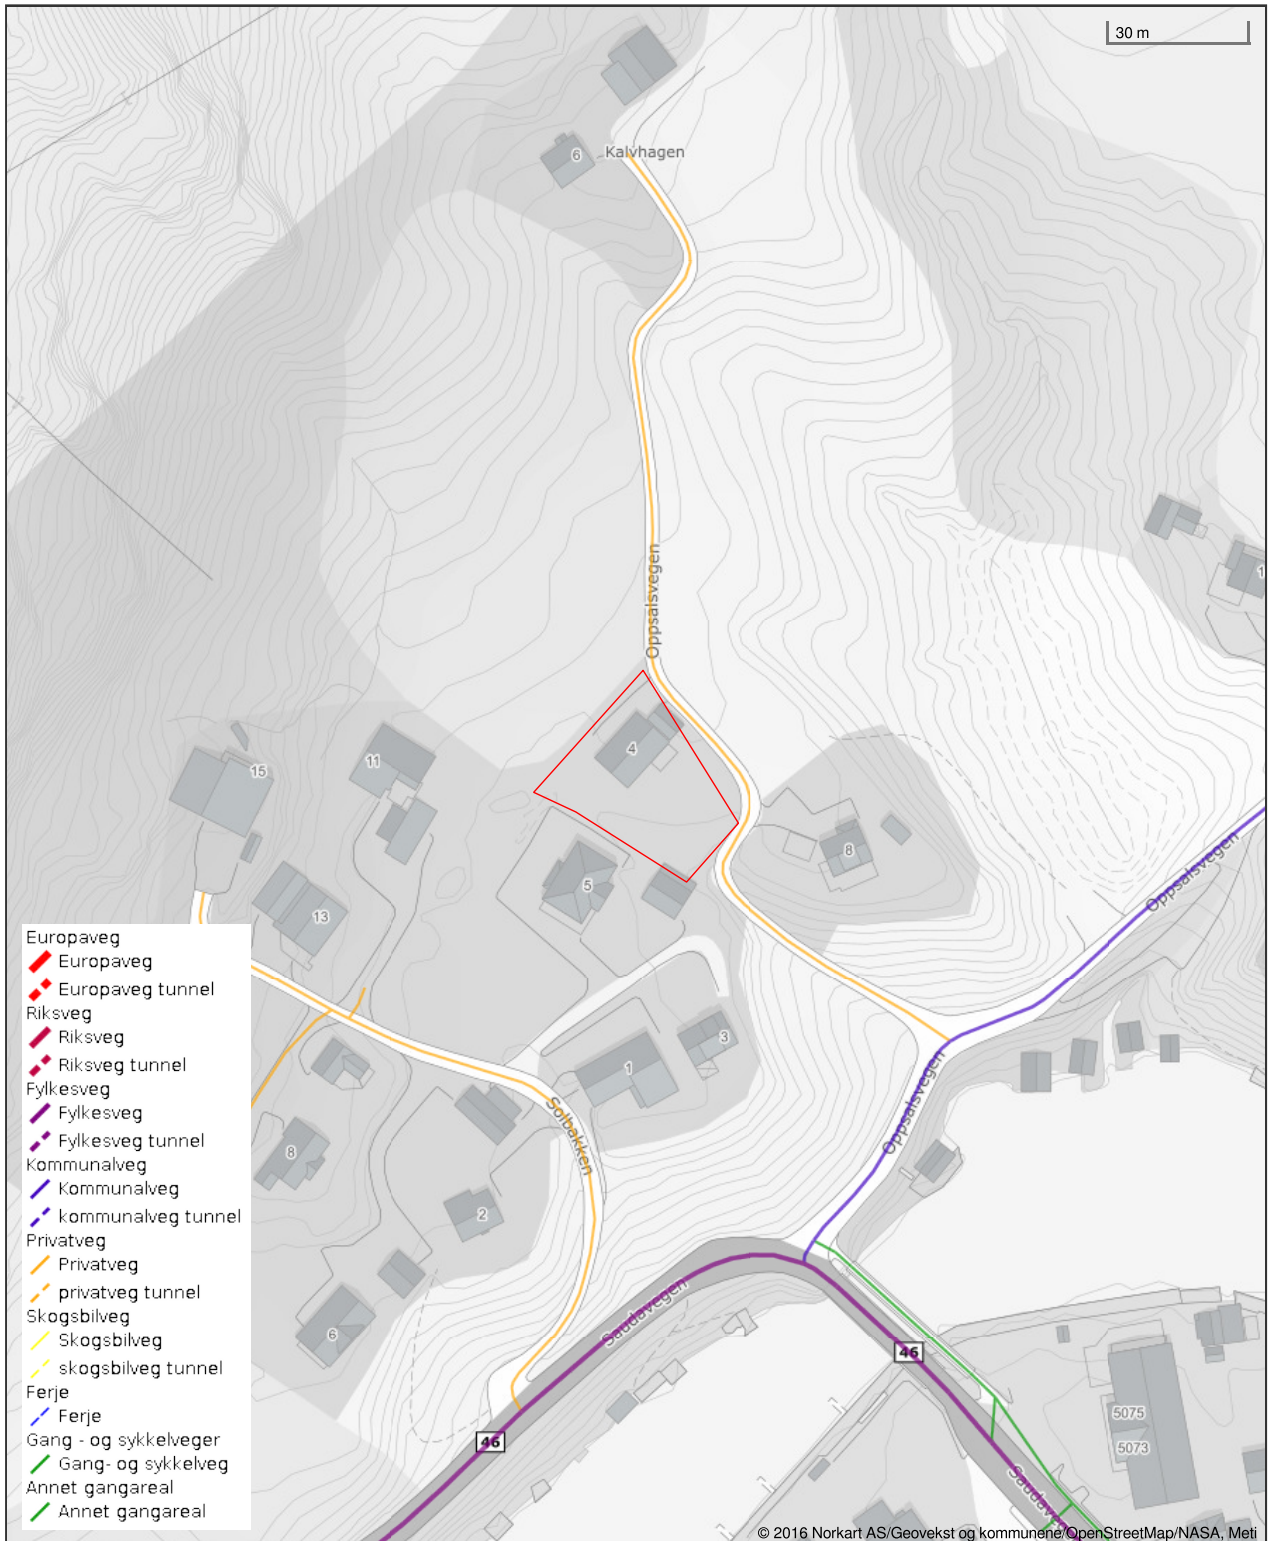 30 m
6
Kalvhagen
Oppsalsvegen
1
4
15
11
8
5
13
Oppsalsvegen
3
1
Oppsalsvegen
Solbakken
8
2
6
Saudavegen
46
46
5075
5073
Saudaveg
Europaveg
Europaveg
Europaveg tunnel
Riksveg
Riksveg
Riksveg tunnel
Fylkesveg
Fylkesveg
Fylkesveg tunnel
Kommunalveg
Kommunalveg
kommunalveg tunnel
Privatveg
Privatveg
privatveg tunnel
Skogsbilveg
Skogsbilveg
skogsbilveg tunnel
Ferje
Ferje
Gang - og sykkelveger
Gang- og sykkelveg
Annet gangareal
Annet gangareal
© 2016 Norkart AS/Geovekst og kommunene/OpenStreetMap/NASA, Meti